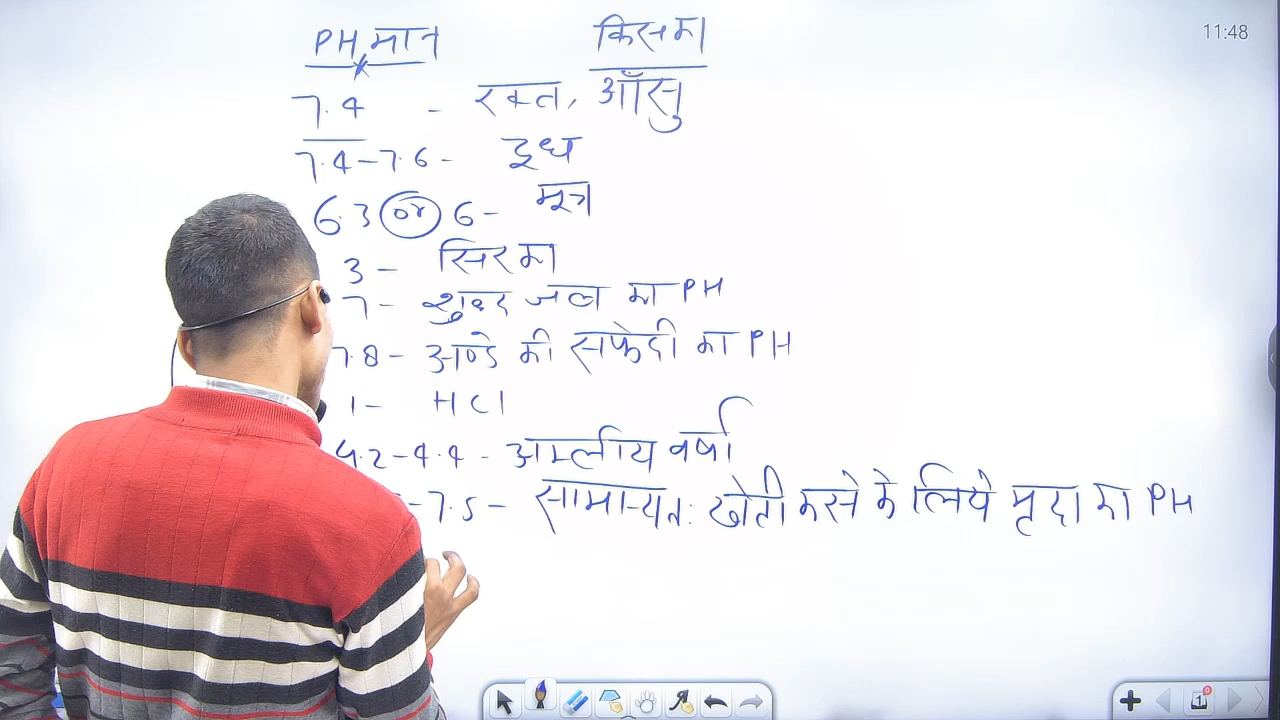 11:48
PH मान किसका
7.4 - रक्त, आँसु
7.4-7.6- दूध
6.3 or 6- मूत्र
3- सिरका
7- शुद्ध जल का PH
7.8- अण्डे की सफेदी का PH
1- HCl
4.2-4.4- अम्लीय वर्षा
-7.5- सामान्यत: खेती करने के लिये मृदा का PH